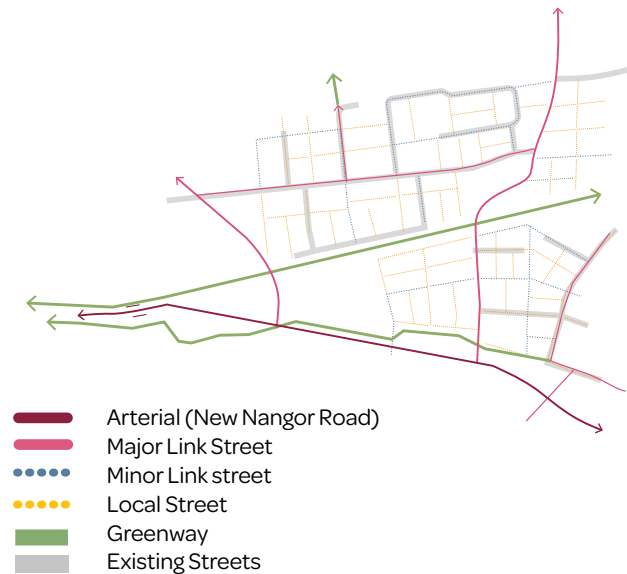 Arterial (New Nangor Road)
Major Link Street
Minor Link street
Local Street
Greenway
Existing Streets